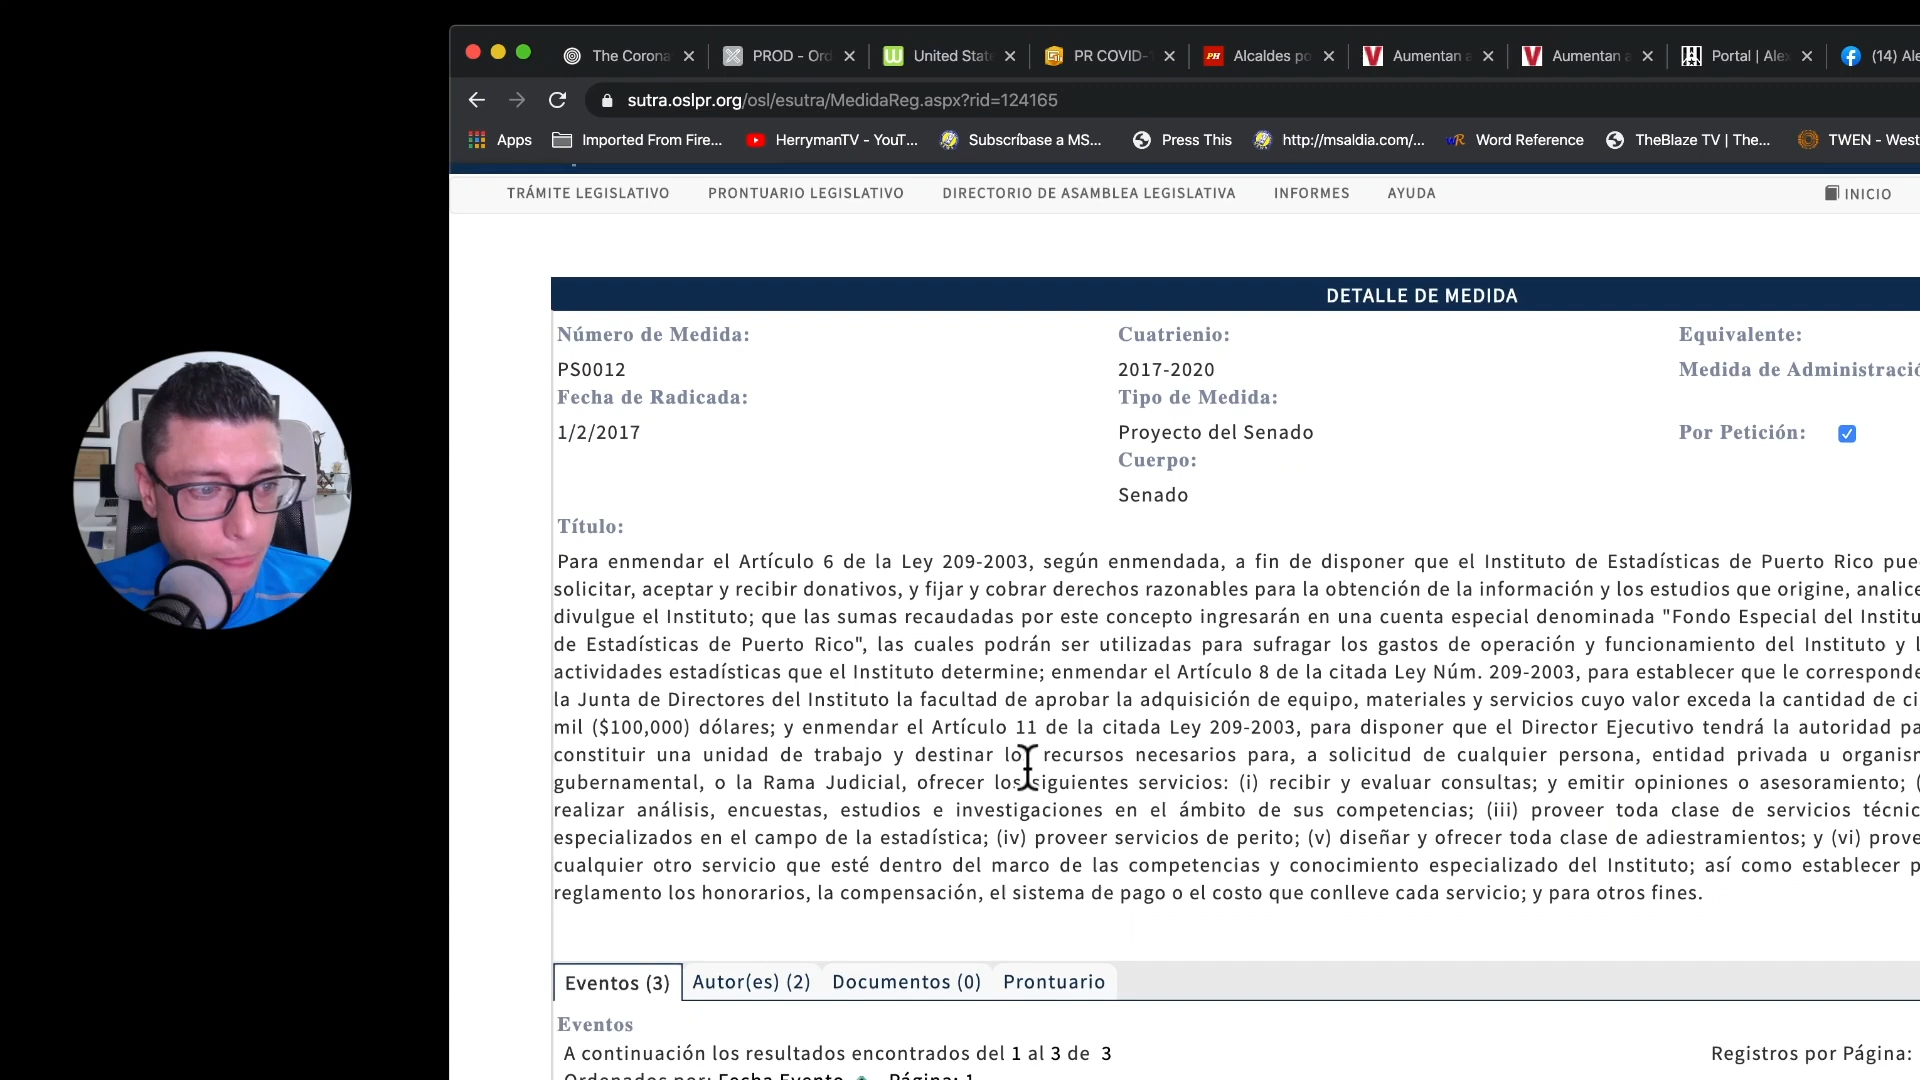 The Corona
PROD - Ord
United State
PR COVID-1
Alcaldes po
Aumentan a
Aumentan a
Portal | Alex
(14) Ale
sutra.oslpr.org/osl/esutra/MedidaReg.aspx?rid=124165
Apps
Imported From Fire...
HerrymanTV - YouT...
Subscríbase a MS...
Press This
http://msaldia.com/...
Word Reference
TheBlaze TV | The...
TWEN - West
TRÁMITE LEGISLATIVO PRONTUARIO LEGISLATIVO DIRECTORIO DE ASAMBLEA LEGISLATIVA INFORMES AYUDA INICIO
DETALLE DE MEDIDA
Número de Medida: Cuatrienio: Equivalente:
PS0012 2017-2020 Medida de Administració
Fecha de Radicada: Tipo de Medida:
1/2/2017 Proyecto del Senado Por Petición:
Cuerpo:
Senado
Título:
Para enmendar el Artículo 6 de la Ley 209-2003, según enmendada, a fin de disponer que el Instituto de Estadísticas de Puerto Rico pue
solicitar, aceptar y recibir donativos, y fijar y cobrar derechos razonables para la obtención de la información y los estudios que origine, analice
divulgue el Instituto; que las sumas recaudadas por este concepto ingresarán en una cuenta especial denominada "Fondo Especial del Institu
de Estadísticas de Puerto Rico", las cuales podrán ser utilizadas para sufragar los gastos de operación y funcionamiento del Instituto y l
actividades estadísticas que el Instituto determine; enmendar el Artículo 8 de la citada Ley Núm. 209-2003, para establecer que le corresponde
la Junta de Directores del Instituto la facultad de aprobar la adquisición de equipo, materiales y servicios cuyo valor exceda la cantidad de ci
mil ($100,000) dólares; y enmendar el Artículo 11 de la citada Ley 209-2003, para disponer que el Director Ejecutivo tendrá la autoridad pa
constituir una unidad de trabajo y destinar los recursos necesarios para, a solicitud de cualquier persona, entidad privada u organism
gubernamental, o la Rama Judicial, ofrecer los siguientes servicios: (i) recibir y evaluar consultas; y emitir opiniones o asesoramiento; (
realizar análisis, encuestas, estudios e investigaciones en el ámbito de sus competencias; (iii) proveer toda clase de servicios técnic
especializados en el campo de la estadística; (iv) proveer servicios de perito; (v) diseñar y ofrecer toda clase de adiestramientos; y (vi) prove
cualquier otro servicio que esté dentro del marco de las competencias y conocimiento especializado del Instituto; así como establecer p
reglamento los honorarios, la compensación, el sistema de pago o el costo que conlleve cada servicio; y para otros fines.
Eventos (3) Autor(es) (2) Documentos (0) Prontuario
Eventos
A continuación los resultados encontrados del 1 al 3 de 3 Registros por Página:
Ordenados por: Fecha Evento Página: 1